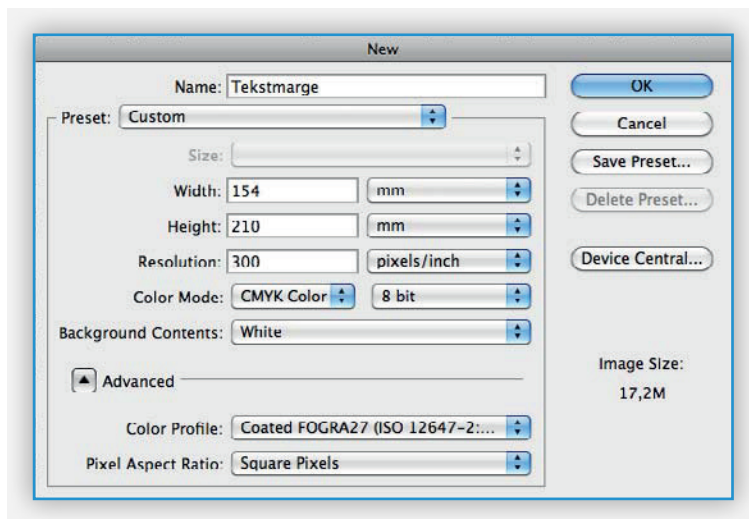 New
Name: Tekstmarge
OK
Preset: Custom
Cancel
Size:
Save Preset...
Width: 154 mm
Delete Preset...
Height: 210 mm
Resolution: 300 pixels/inch
Device Central...
Color Mode: CMYK Color 8 bit
Background Contents: White
Image Size:
Advanced
17,2M
Color Profile: Coated FOGRA27 (ISO 12647-2:...
Pixel Aspect Ratio: Square Pixels